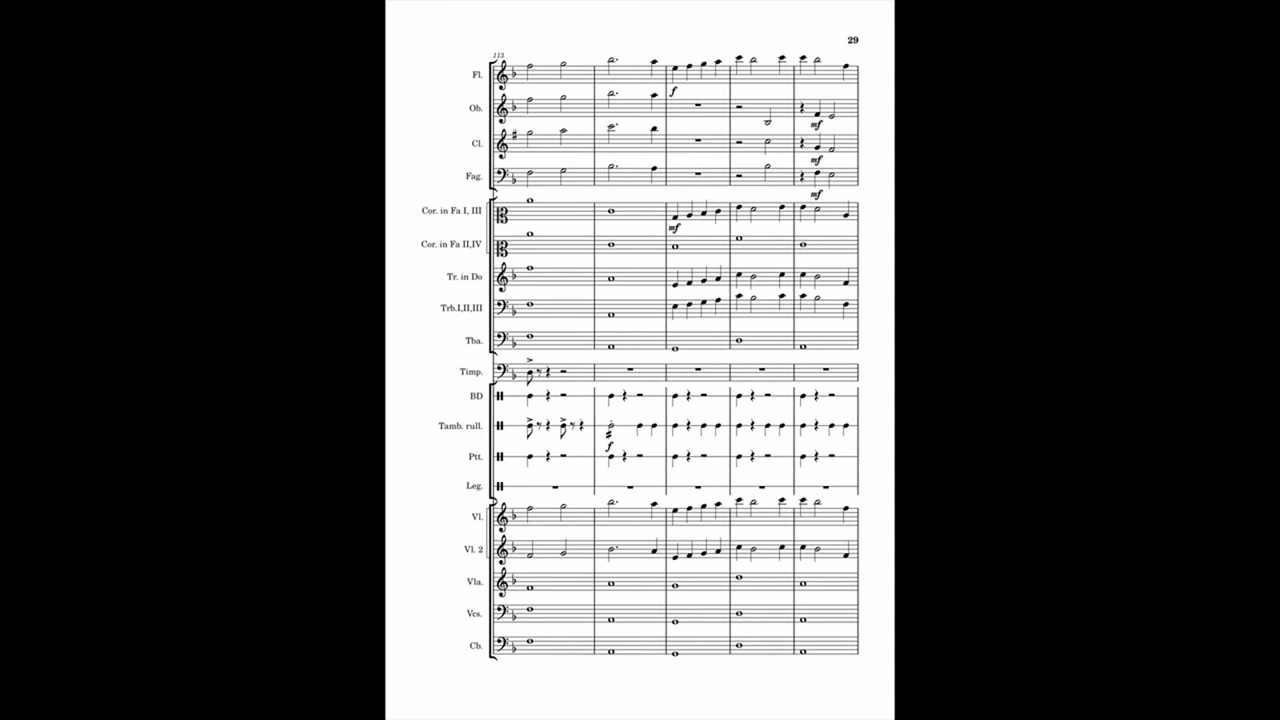 29
113
Fl.
f
Ob.
mf
Cl.
mf
Fag.
mf
Cor. in Fa I, III
mf
Cor. in Fa II,IV
Tr. in Do
Trb.I,II,III
Tba.
Timp.
BD
Tamb. rull.
f
Ptt.
Leg.
Vl.
Vl. 2
Vla.
Vcs.
Cb.